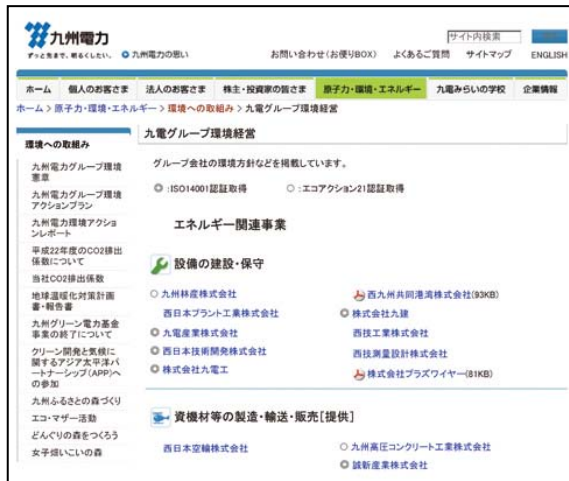 九州電力
ずっと先まで、明るくしたい。
九州電力の思い
サイト内検索
お問い合わせ(お便りBOX) よくあるご質問 サイトマップ ENGLISH
ホーム 個人のお客さま 法人のお客さま 株主・投資家の皆さま 原子力・環境・エネルギー 九電みらいの学校 企業情報
ホーム > 原子力・環境・エネルギー > 環境への取組み > 九電グループ環境経営
環境への取組み
九州電力グループ環境
憲章
九州電力グループ環境
アクションプラン
九州電力環境アクショ
ンレポート
平成22年度のCO2排出
係数について
当社CO2排出係数
地球温暖化対策計画
書・報告書
九州グリーン電力基金
事業の終了について
クリーン開発と気候に
関するアジア太平洋パ
ートナーシップ(APP)へ
の参加
九州ふるさとの森づくり
エコ・マザー活動
どんぐりの森をつくろう
女子畑いこいの森
九電グループ環境経営
グループ会社の環境方針などを掲載しています。
◎ :ISO14001認証取得 ○ :エコアクション21認証取得
エネルギー関連事業
設備の建設・保守
○ 九州林産株式会社 西九州共同港湾株式会社(93KB)
西日本プラント工業株式会社 ◎ 株式会社九建
◎ 九電産業株式会社 西技工業株式会社
◎ 西日本技術開発株式会社 西技測量設計株式会社
◎ 株式会社九電工 株式会社プラズワイヤー(81KB)
資機材等の製造・輸送・販売[提供]
西日本空輸株式会社 ○ 九州高圧コンクリート工業株式会社
◎ 誠新産業株式会社